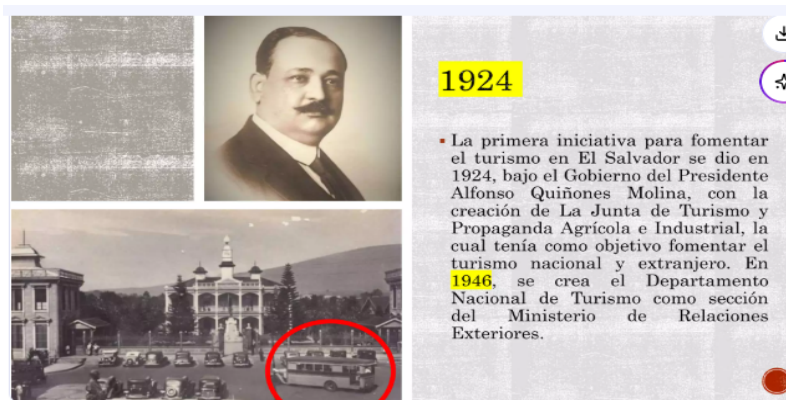 1924
▪ La primera iniciativa para fomentar
el turismo en El Salvador se dio en
1924, bajo el Gobierno del Presidente
Alfonso Quiñones Molina, con la
creación de La Junta de Turismo y
Propaganda Agrícola e Industrial, la
cual tenía como objetivo fomentar el
turismo nacional y extranjero. En
1946, se crea el Departamento
Nacional de Turismo como sección
del Ministerio de Relaciones
Exteriores.